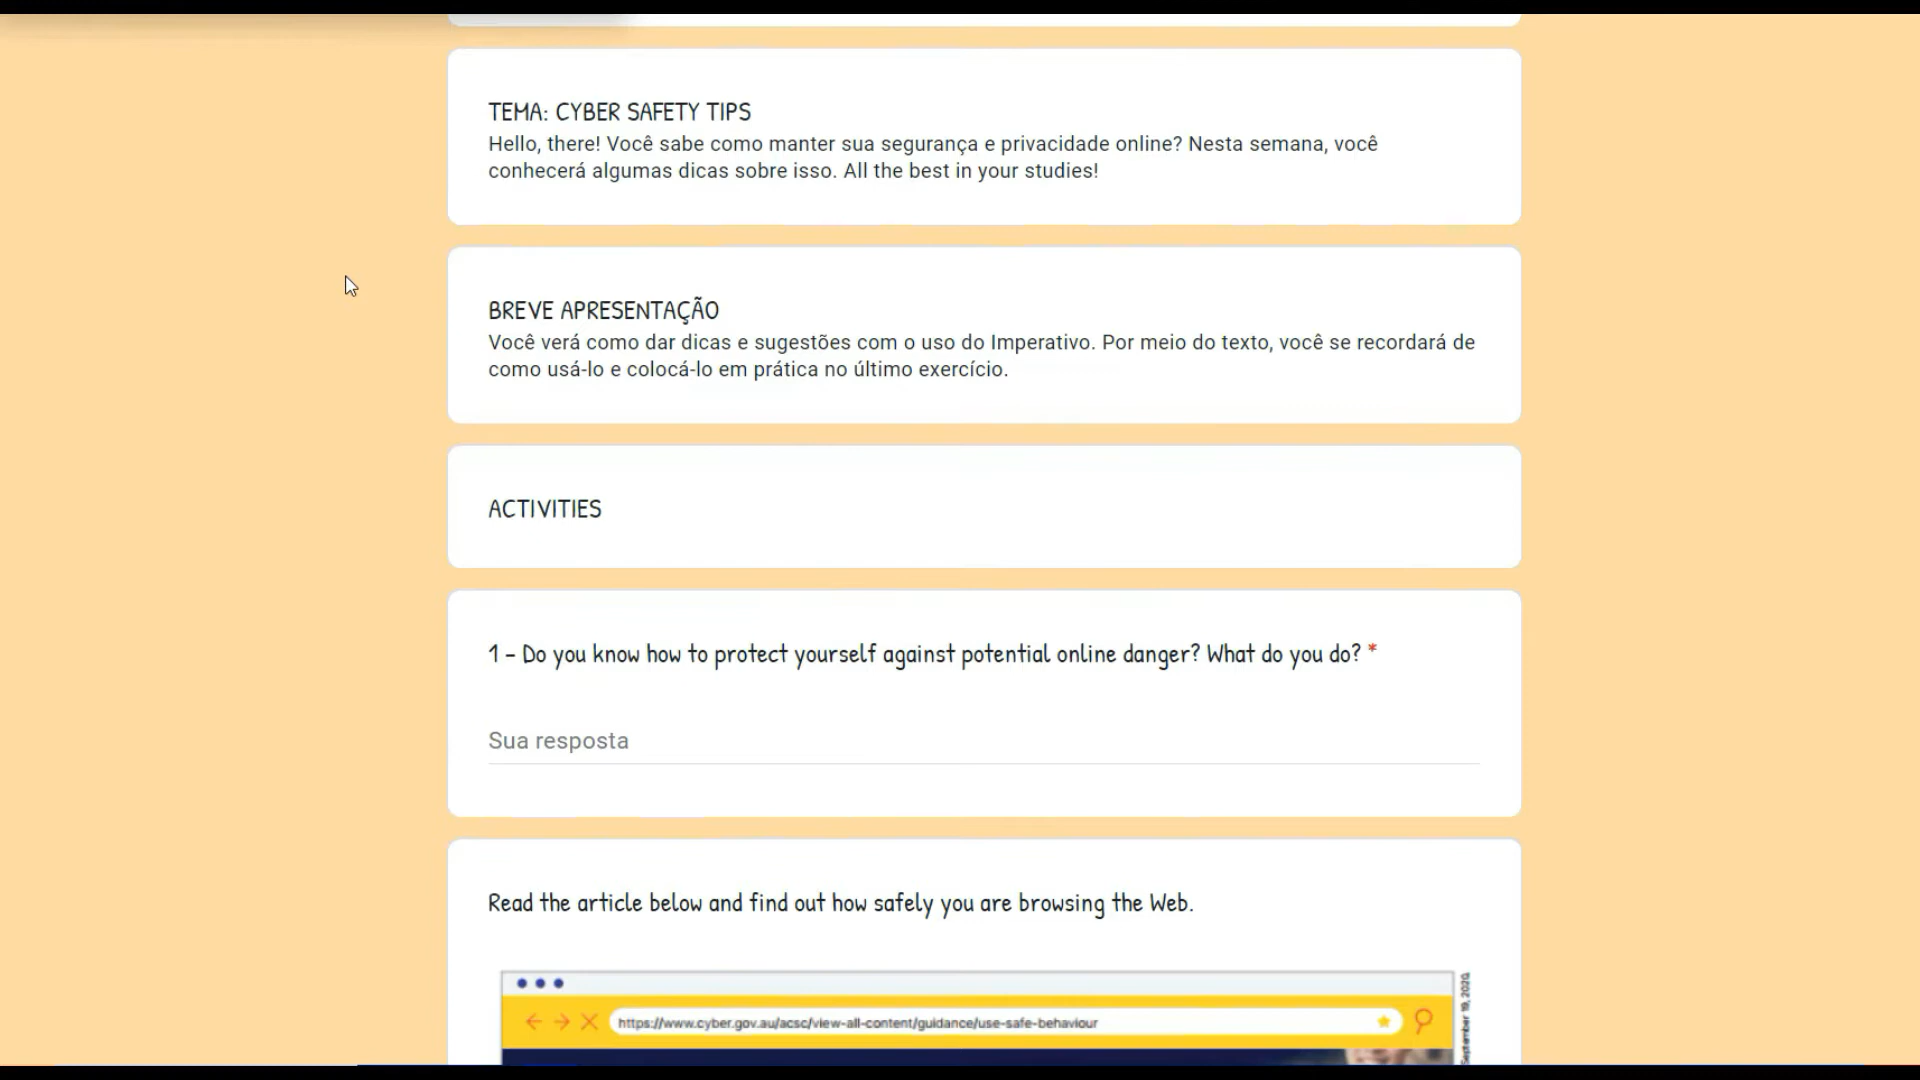 TEMA: CYBER SAFETY TIPS
Hello, there! Você sabe como manter sua segurança e privacidade online? Nesta semana, você
conhecerá algumas dicas sobre isso. All the best in your studies!
BREVE APRESENTAÇÃO
Você verá como dar dicas e sugestões com o uso do Imperativo. Por meio do texto, você se recordará de
como usá-lo e colocá-lo em prática no último exercício.
ACTIVITIES
1 – Do you know how to protect yourself against potential online danger? What do you do? *
Sua resposta
Read the article below and find out how safely you are browsing the Web.
https://www.cyber.gov.au/acsc/view-all-content/guidance/use-safe-behaviour
September 19, 2020.